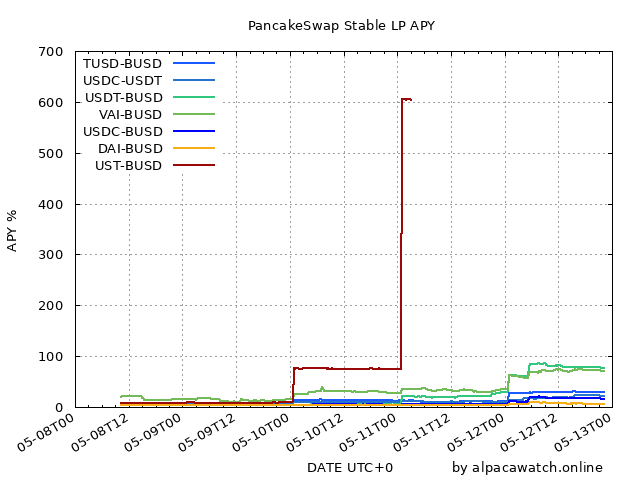 PancakeSwap Stable LP APY
700
600
500
400
300
200
100
0
APY %
TUSD-BUSD
USDC-USDT
USDT-BUSD
VAI-BUSD
USDC-BUSD
DAI-BUSD
UST-BUSD
05-08T00
05-08T12
05-09T00
05-09T12
05-10T00
05-10T12
05-11T00
05-11T12
05-12T00
05-12T12
05-13T00
DATE UTC+0
by alpacawatch.online